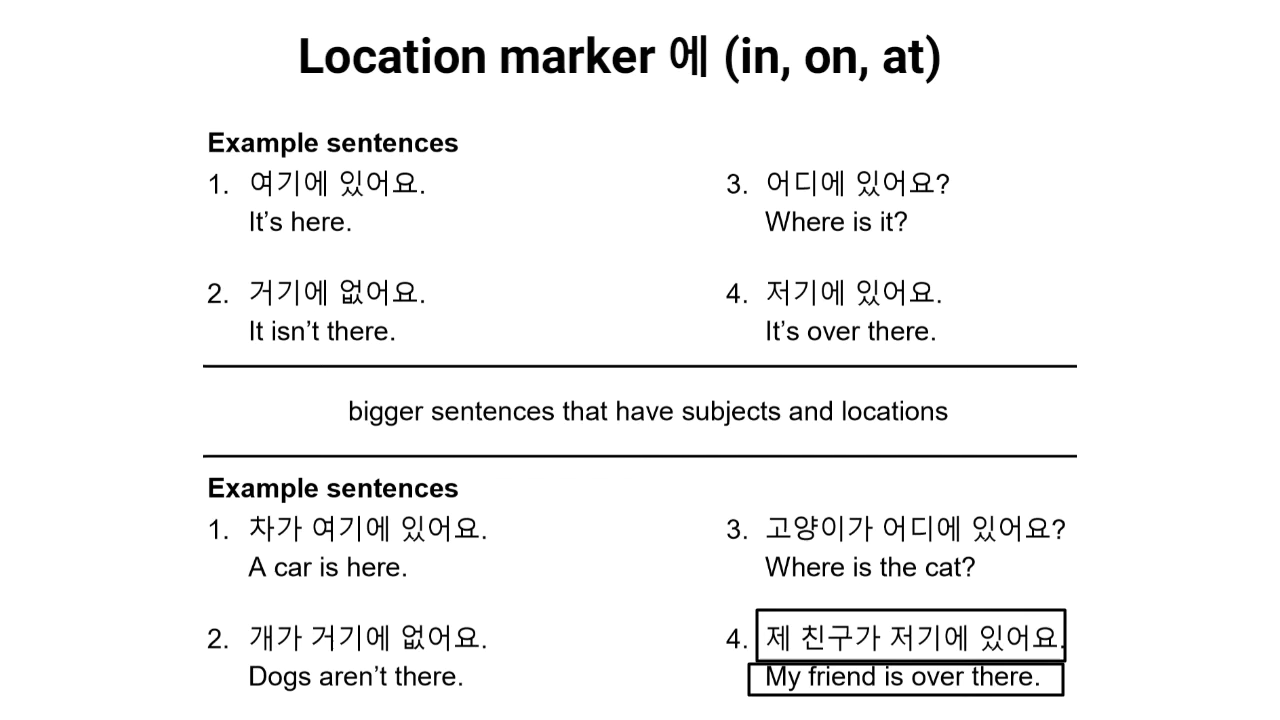 Location marker 에 (in, on, at)
Example sentences
1. 여기에 있어요.
It's here.
2. 거기에 없어요.
It isn't there.
3. 어디에 있어요?
Where is it?
4. 저기에 있어요.
It's over there.
bigger sentences that have subjects and locations
Example sentences
1. 차가 여기에 있어요.
A car is here.
2. 개가 거기에 없어요.
Dogs aren't there.
3. 고양이가 어디에 있어요?
Where is the cat?
4. 제 친구가 저기에 있어요.
My friend is over there.